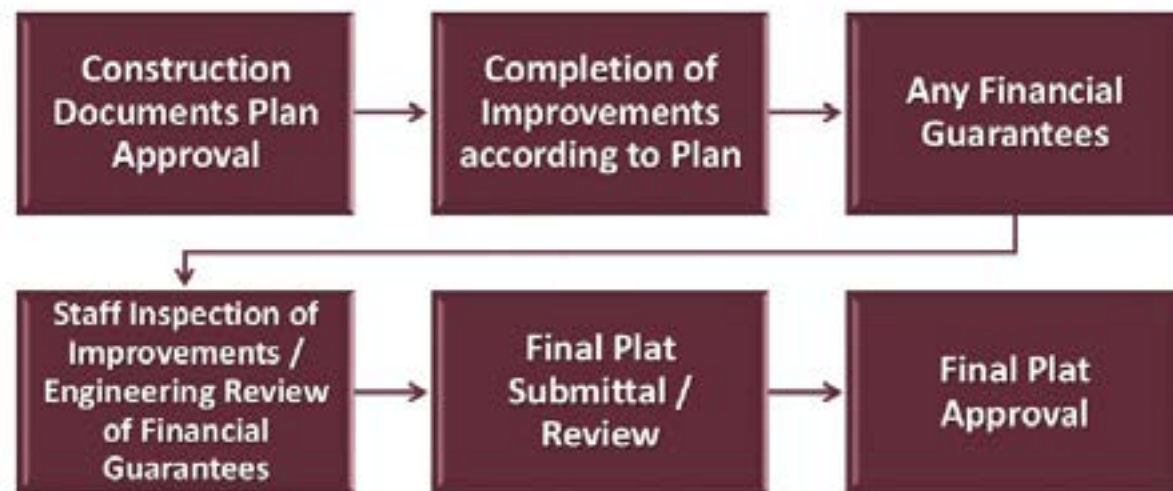 Construction
Documents Plan
Approval
Completion of
Improvements
according to Plan
Any Financial
Guarantees
Staff Inspection of
Improvements /
Engineering Review
of Financial
Guarantees
Final Plat
Submittal /
Review
Final Plat
Approval